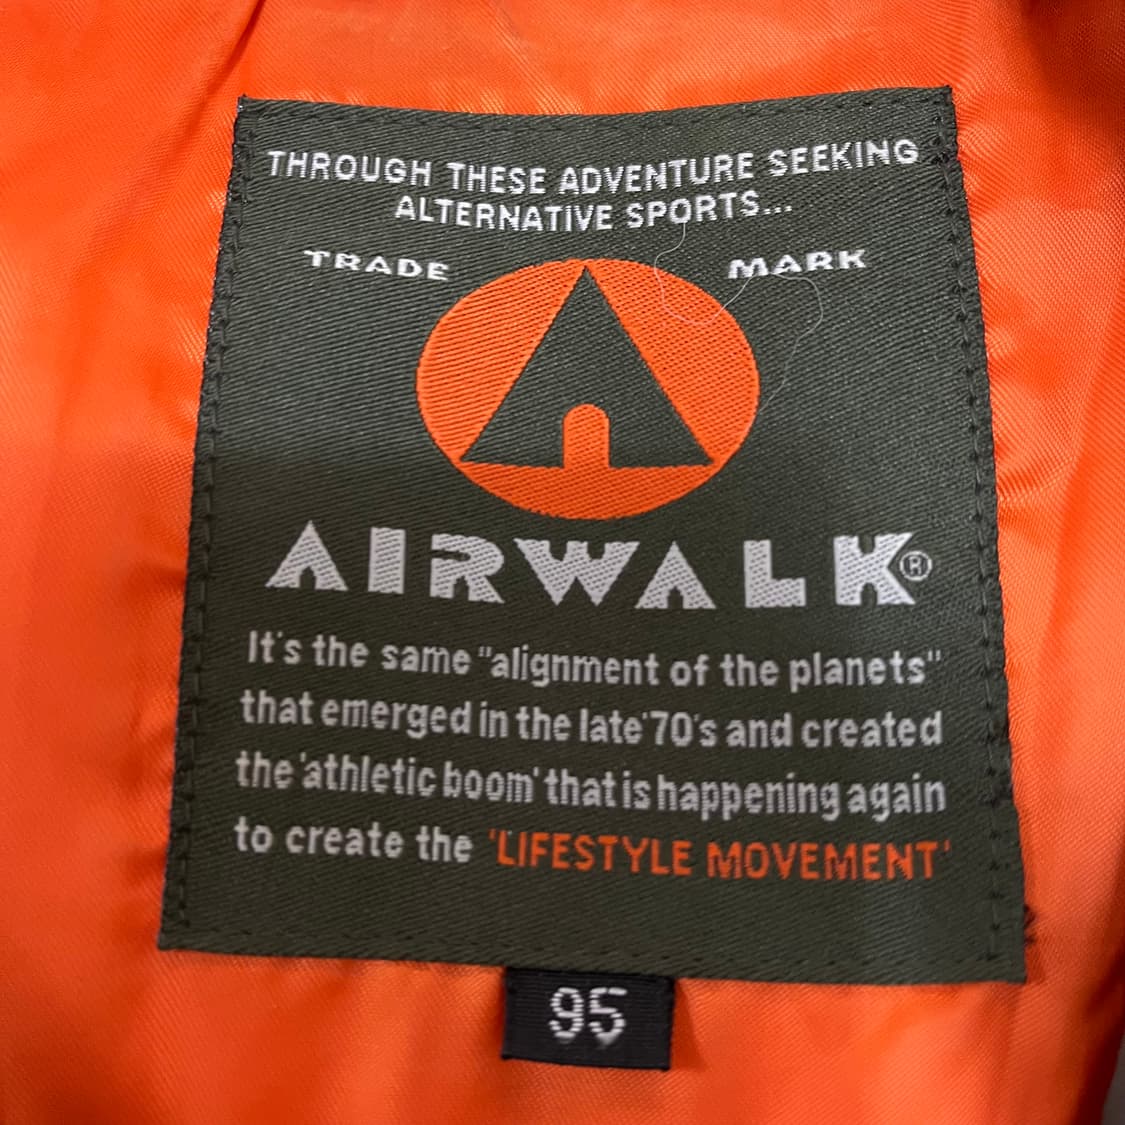 THROUGH THESE ADVENTURE SEEKING
ALTERNATIVE SPORTS...
TRADE MARK
AIRWALK®
It's the same "alignment of the planets"
that emerged in the late '70's and created
the 'athletic boom' that is happening again
to create the 'LIFESTYLE MOVEMENT'
95